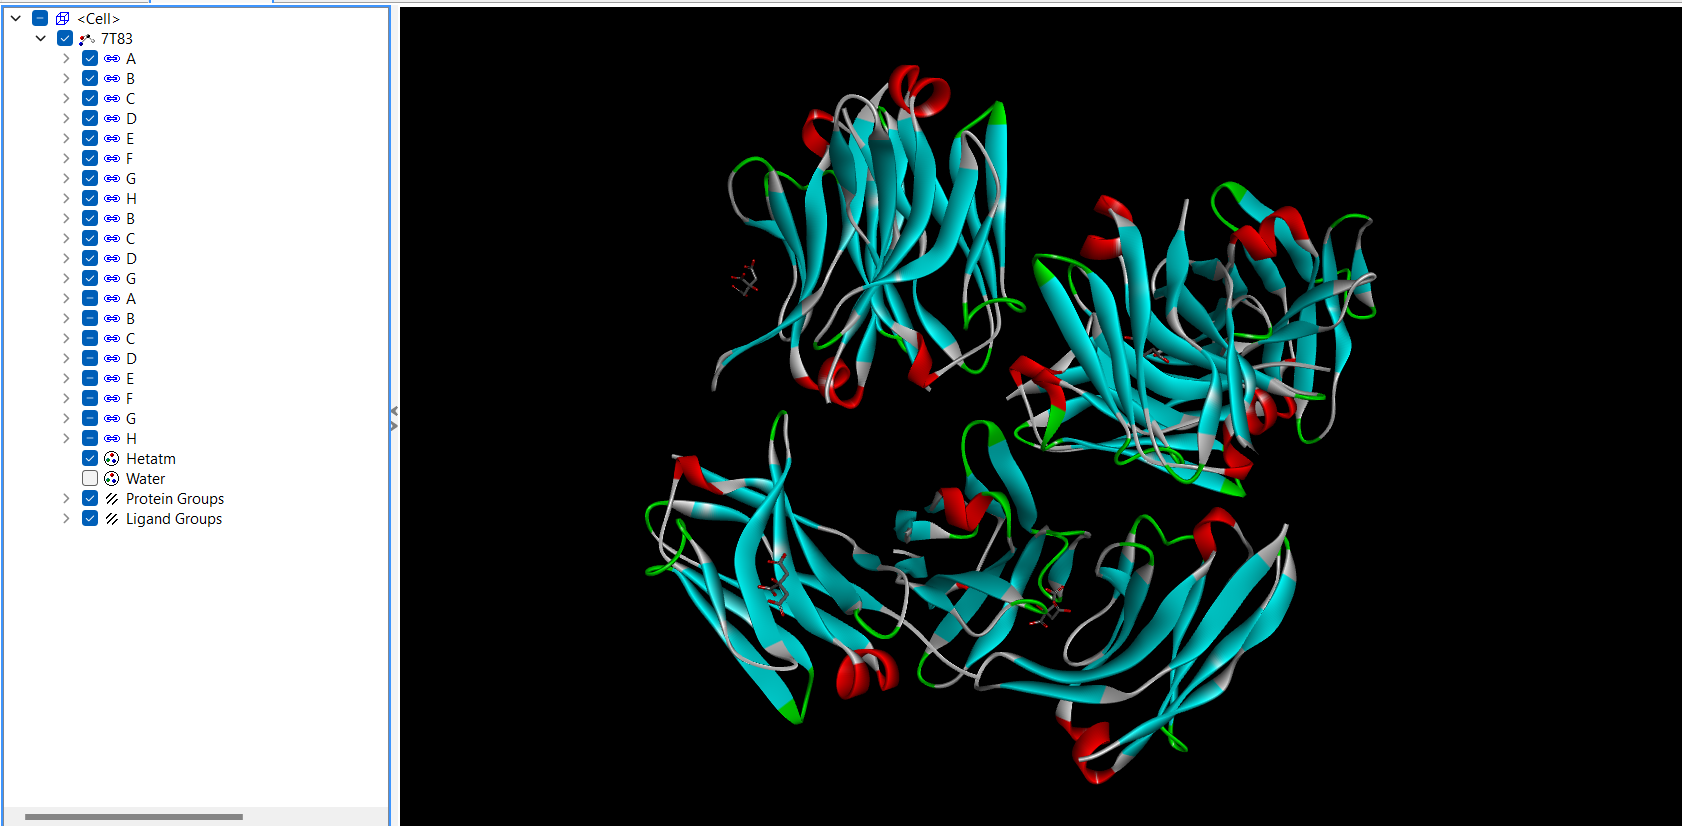 <Cell>
7T83
A
B
C
D
E
F
G
H
B
C
D
G
A
B
C
D
E
F
G
H
Hetatm
Water
Protein Groups
Ligand Groups